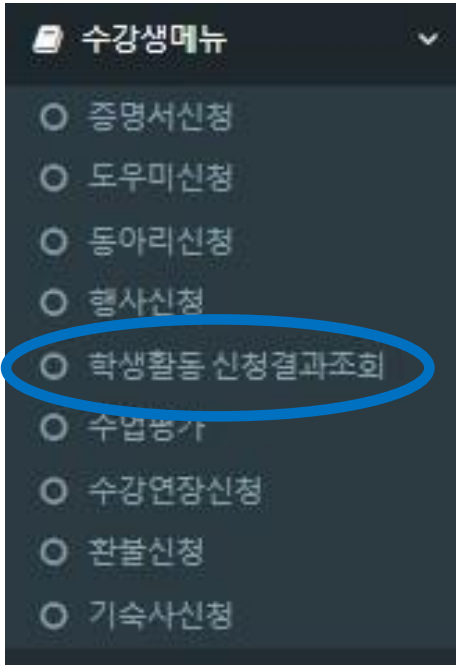 수강생메뉴
증명서신청
도우미신청
동아리신청
행사신청
학생활동 신청결과조회
수업평가
수강연장신청
환불신청
기숙사신청